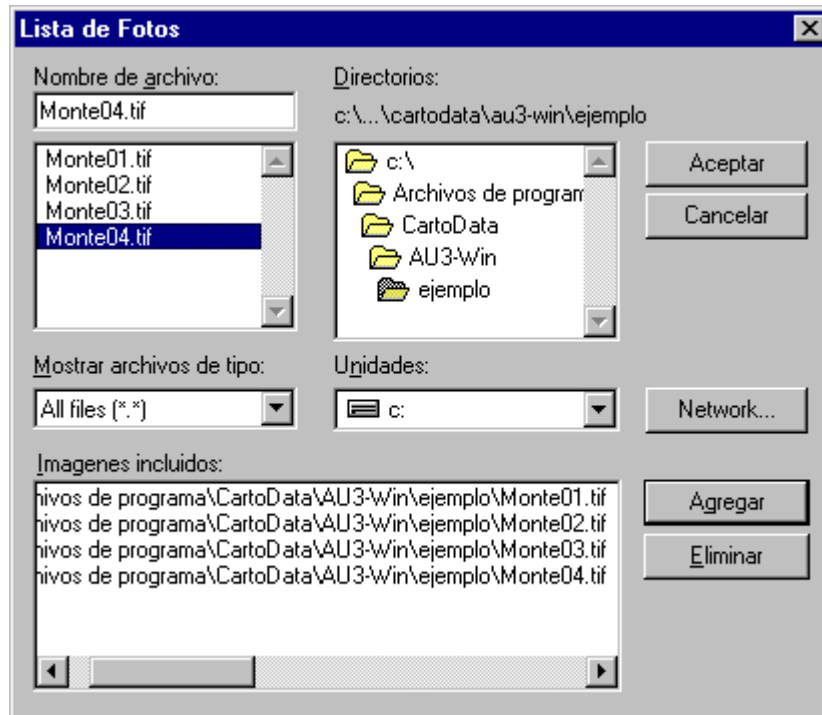 Lista de Fotos
Nombre de archivo:
Monte04.tif
Monte01.tif
Monte02.tif
Monte03.tif
Monte04.tif
Directorios:
c:\...\cartodata\au3-win\ejemplo
c:\
Archivos de program
CartoData
AU3-Win
ejemplo
Aceptar
Cancelar
Mostrar archivos de tipo:
All files (*.*)
Unidades:
c:
Network...
Imagenes incluidos:
hivos de programa\CartoData\AU3-Win\ejemplo\Monte01.tif
hivos de programa\CartoData\AU3-Win\ejemplo\Monte02.tif
hivos de programa\CartoData\AU3-Win\ejemplo\Monte03.tif
hivos de programa\CartoData\AU3-Win\ejemplo\Monte04.tif
Agregar
Eliminar